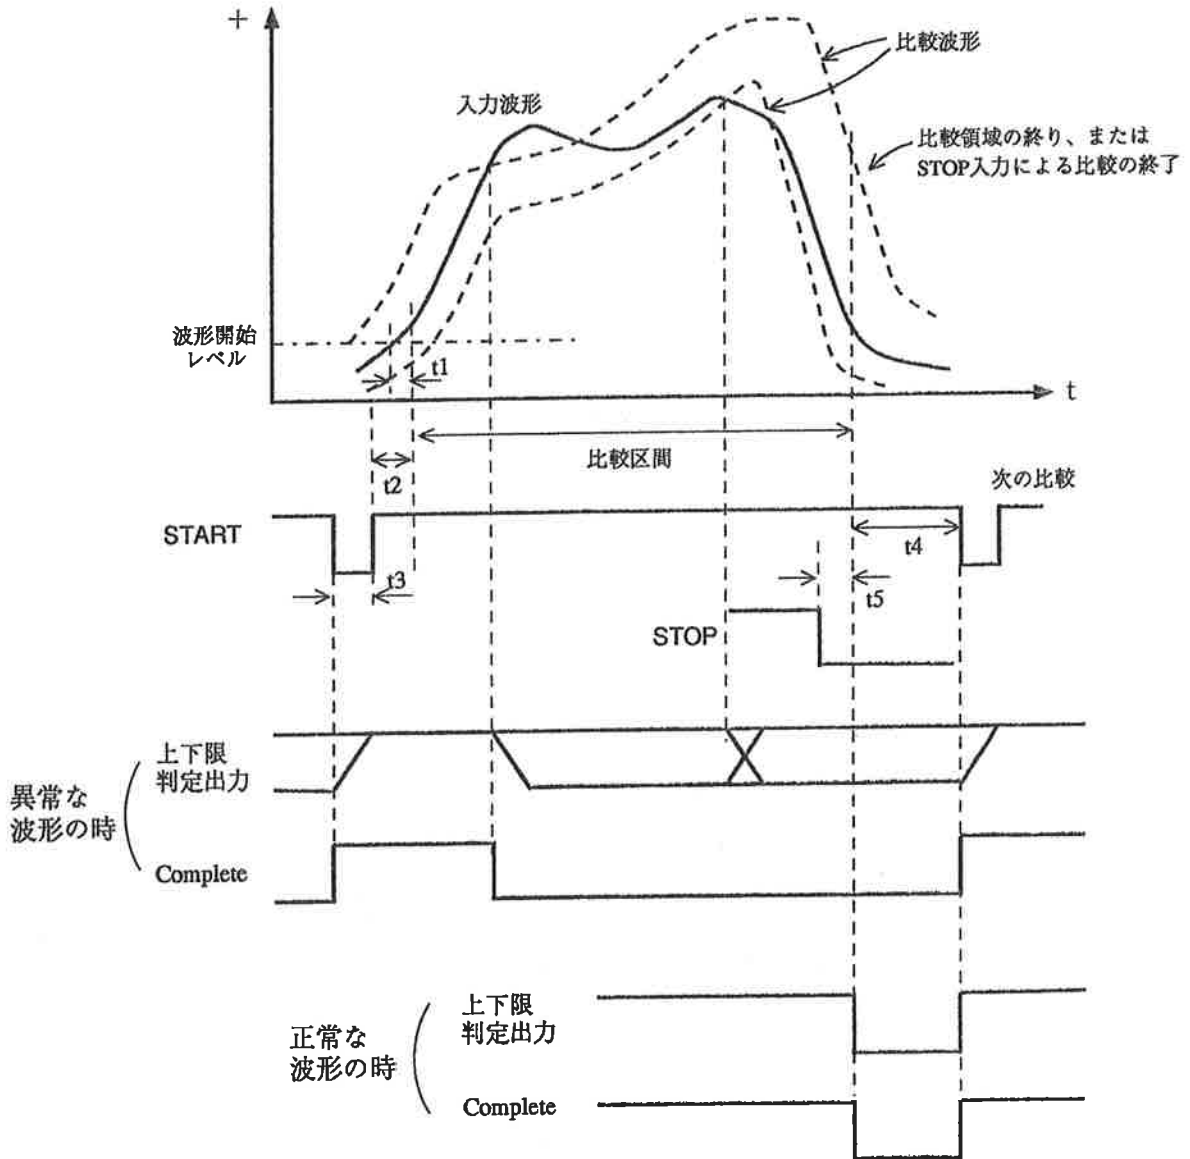 +
比較波形
入力波形
比較領域の終り、または
STOP入力による比較の終了
波形開始
レベル
t1
t
比較区間
t2
次の比較
START
t4
t3
t5
STOP
異常な
波形の時
上下限
判定出力
Complete
正常な
波形の時
上下限
判定出力
Complete